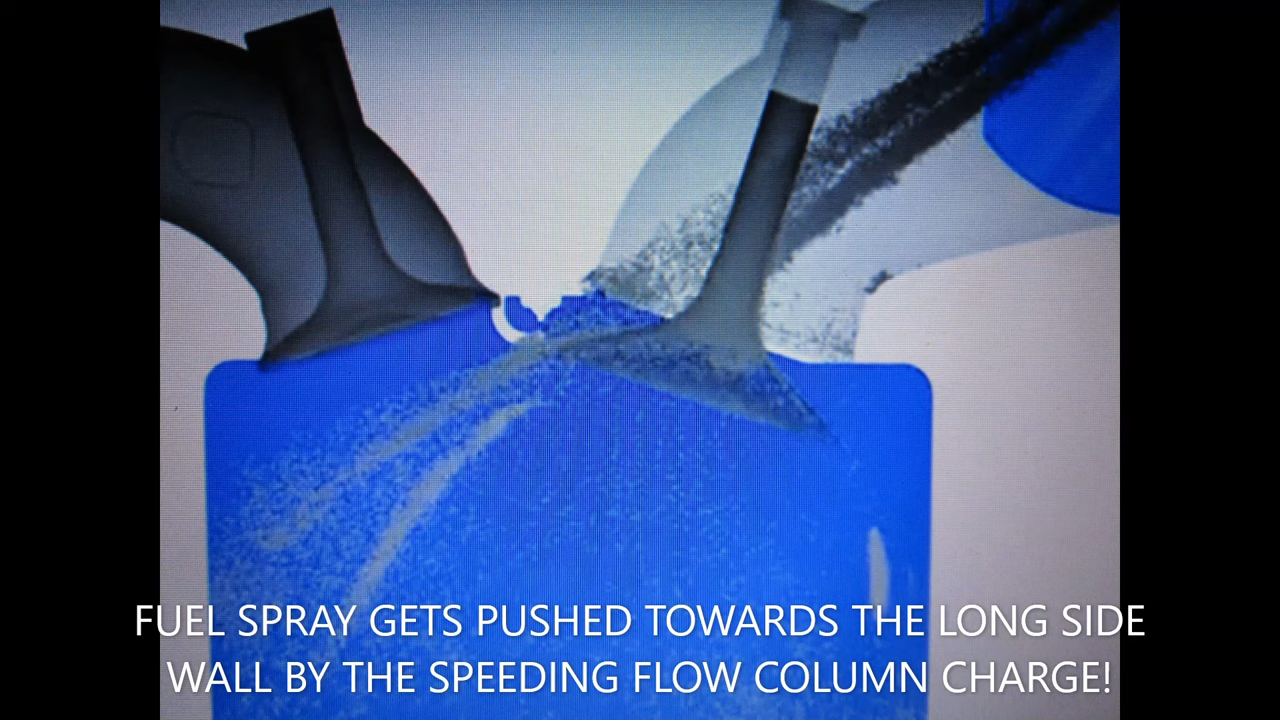 FUEL SPRAY GETS PUSHED TOWARDS THE LONG SIDE
WALL BY THE SPEEDING FLOW COLUMN CHARGE!